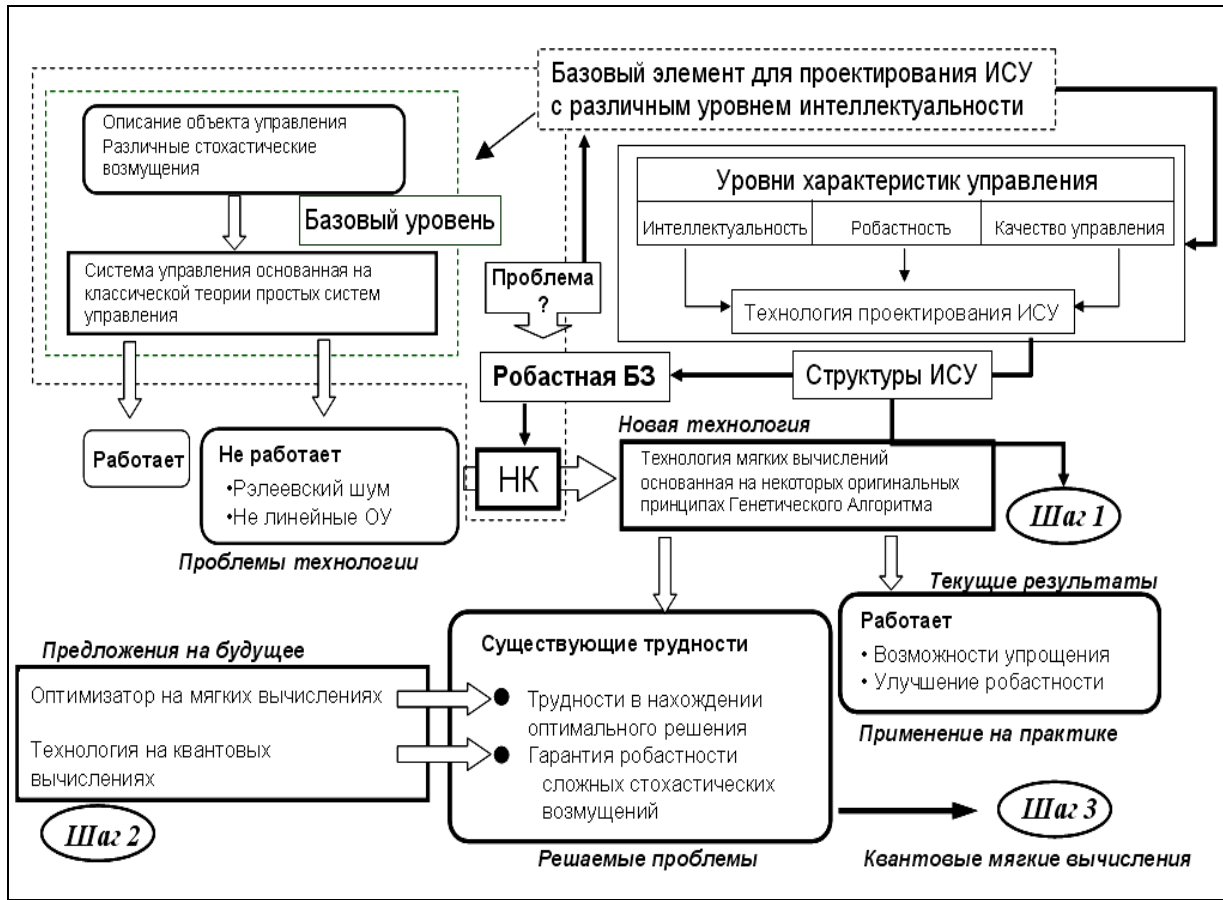 Базовый элемент для проектирования ИСУ
с различным уровнем интеллектуальности
Описание объекта управления
Различные стохастические
возмущения
Базовый уровень
Система управления основанная на
классической теории простых систем
управления
Уровни характеристик управления
Интеллектуальность
Робастность
Качество управления
Технология проектирования ИСУ
Проблема
?
Робастная БЗ
Структуры ИСУ
Работает
Не работает
•Рэлеевский шум
•Не линейные ОУ
Проблемы технологии
НК
Новая технология
Технология мягких вычислений
основанная на некоторых оригинальных
принципах Генетического Алгоритма
Шаг 1
Текущие результаты
Работает
• Возможности упрощения
• Улучшение робастности
Применение на практике
Предложения на будущее
Оптимизатор на мягких вычислениях
Технология на квантовых
вычислениях
Шаг 2
Существующие трудности
Трудности в нахождении
оптимального решения
Гарантия робастности
сложных стохастических
возмущений
Решаемые проблемы
Шаг 3
Квантовые мягкие вычисления